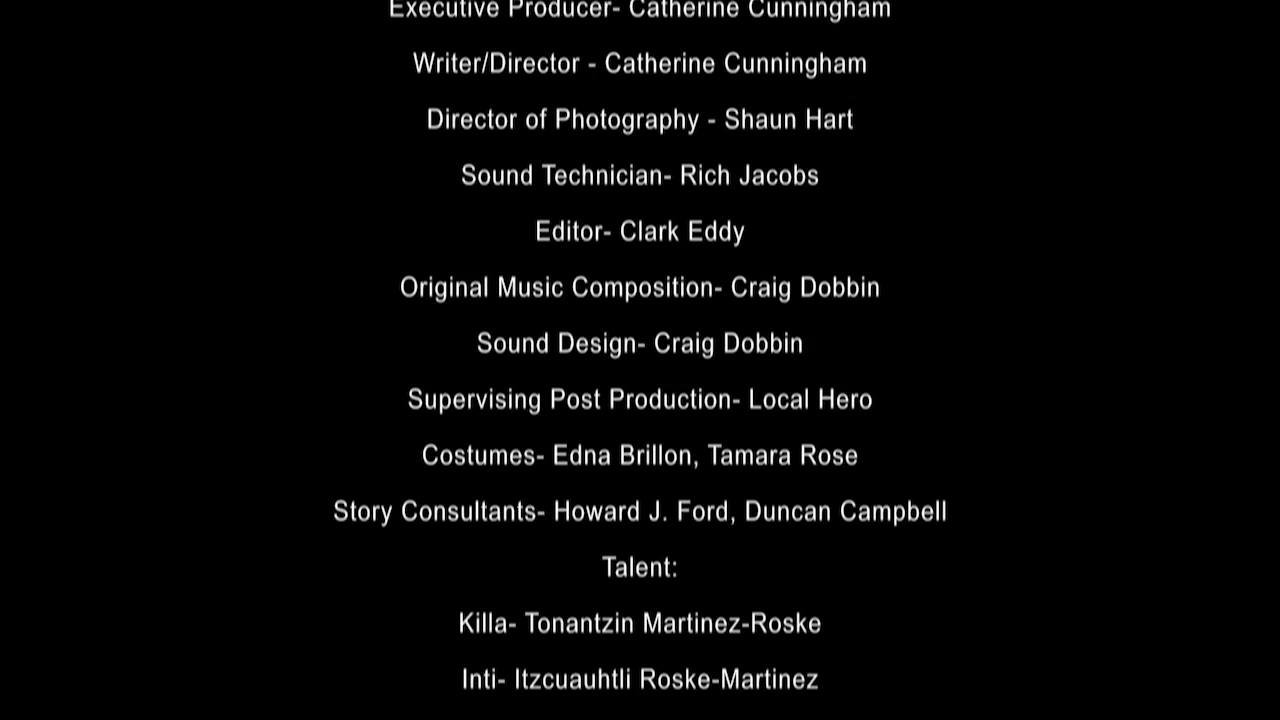 Executive Producer- Catherine Cunningham
Writer/Director - Catherine Cunningham
Director of Photography - Shaun Hart
Sound Technician- Rich Jacobs
Editor- Clark Eddy
Original Music Composition- Craig Dobbin
Sound Design- Craig Dobbin
Supervising Post Production- Local Hero
Costumes- Edna Brillon, Tamara Rose
Story Consultants- Howard J. Ford, Duncan Campbell
Talent:
Killa- Tonantzin Martinez-Roske
Inti- Itzcuauhtli Roske-Martinez